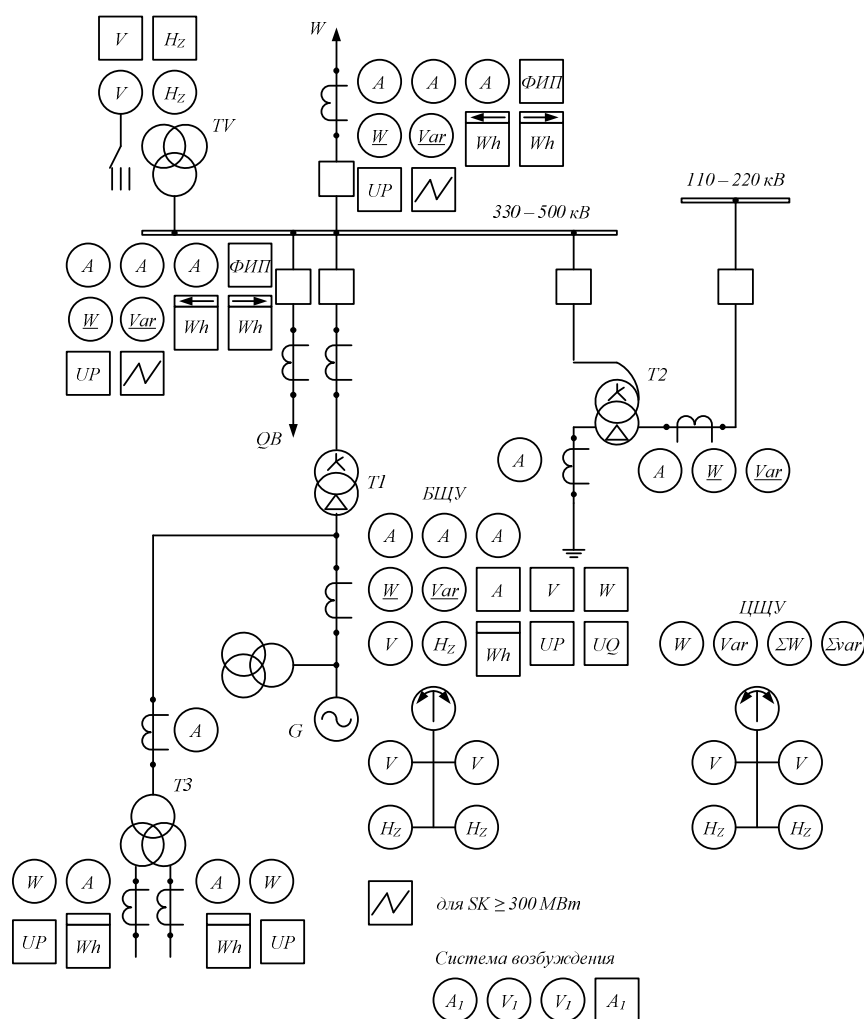 W
V Hz
A A A ФИП
V Hz
TV
W Var Wh Wh
UP
110 – 220 кВ
330 – 500 кВ
A A A ФИП
W Var Wh Wh
UP
T2
QB
A
A W Var
T1
БЩУ
A A A
W Var A V W
ЦЩУ
V Hz Wh UP UQ
W Var ΣW Σvar
G
A
V V
V V
T3
Hz Hz
Hz Hz
W A A W
UP Wh Wh UP
для SK ≥ 300 МВт
Система возбуждения
A1 V1 V1 A1